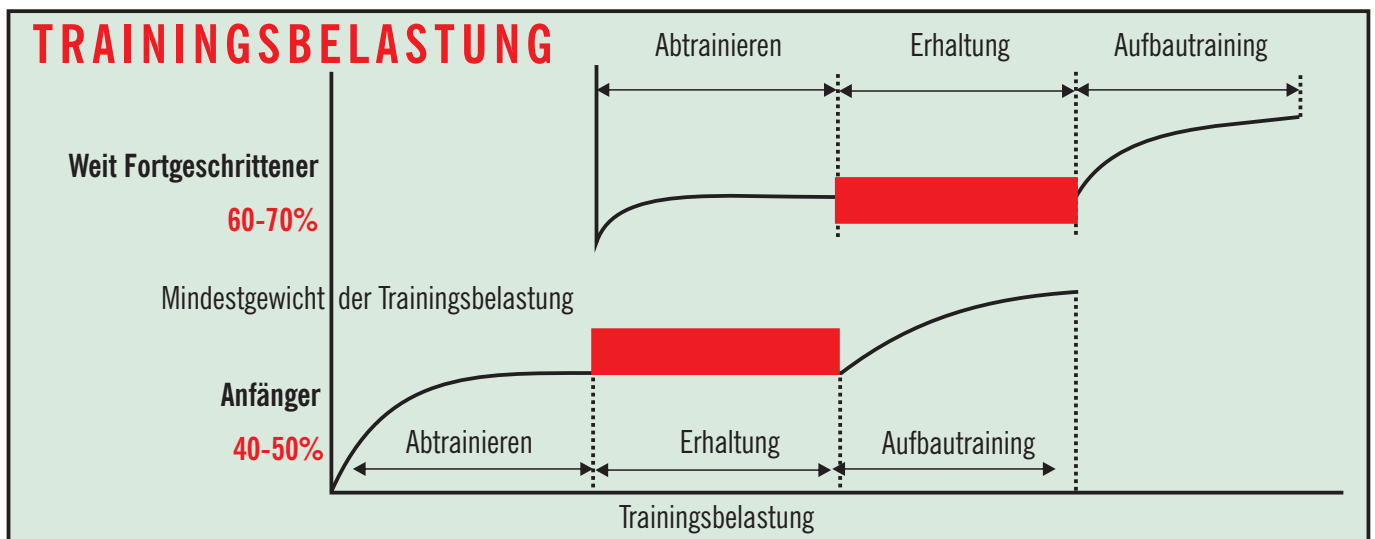 TRAININGSBELASTUNG
Abtrainieren
Erhaltung
Aufbautraining
Weit Fortgeschrittener
60-70%
Mindestgewicht der Trainingsbelastung
Anfänger
40-50%
Abtrainieren
Erhaltung
Aufbautraining
Trainingsbelastung